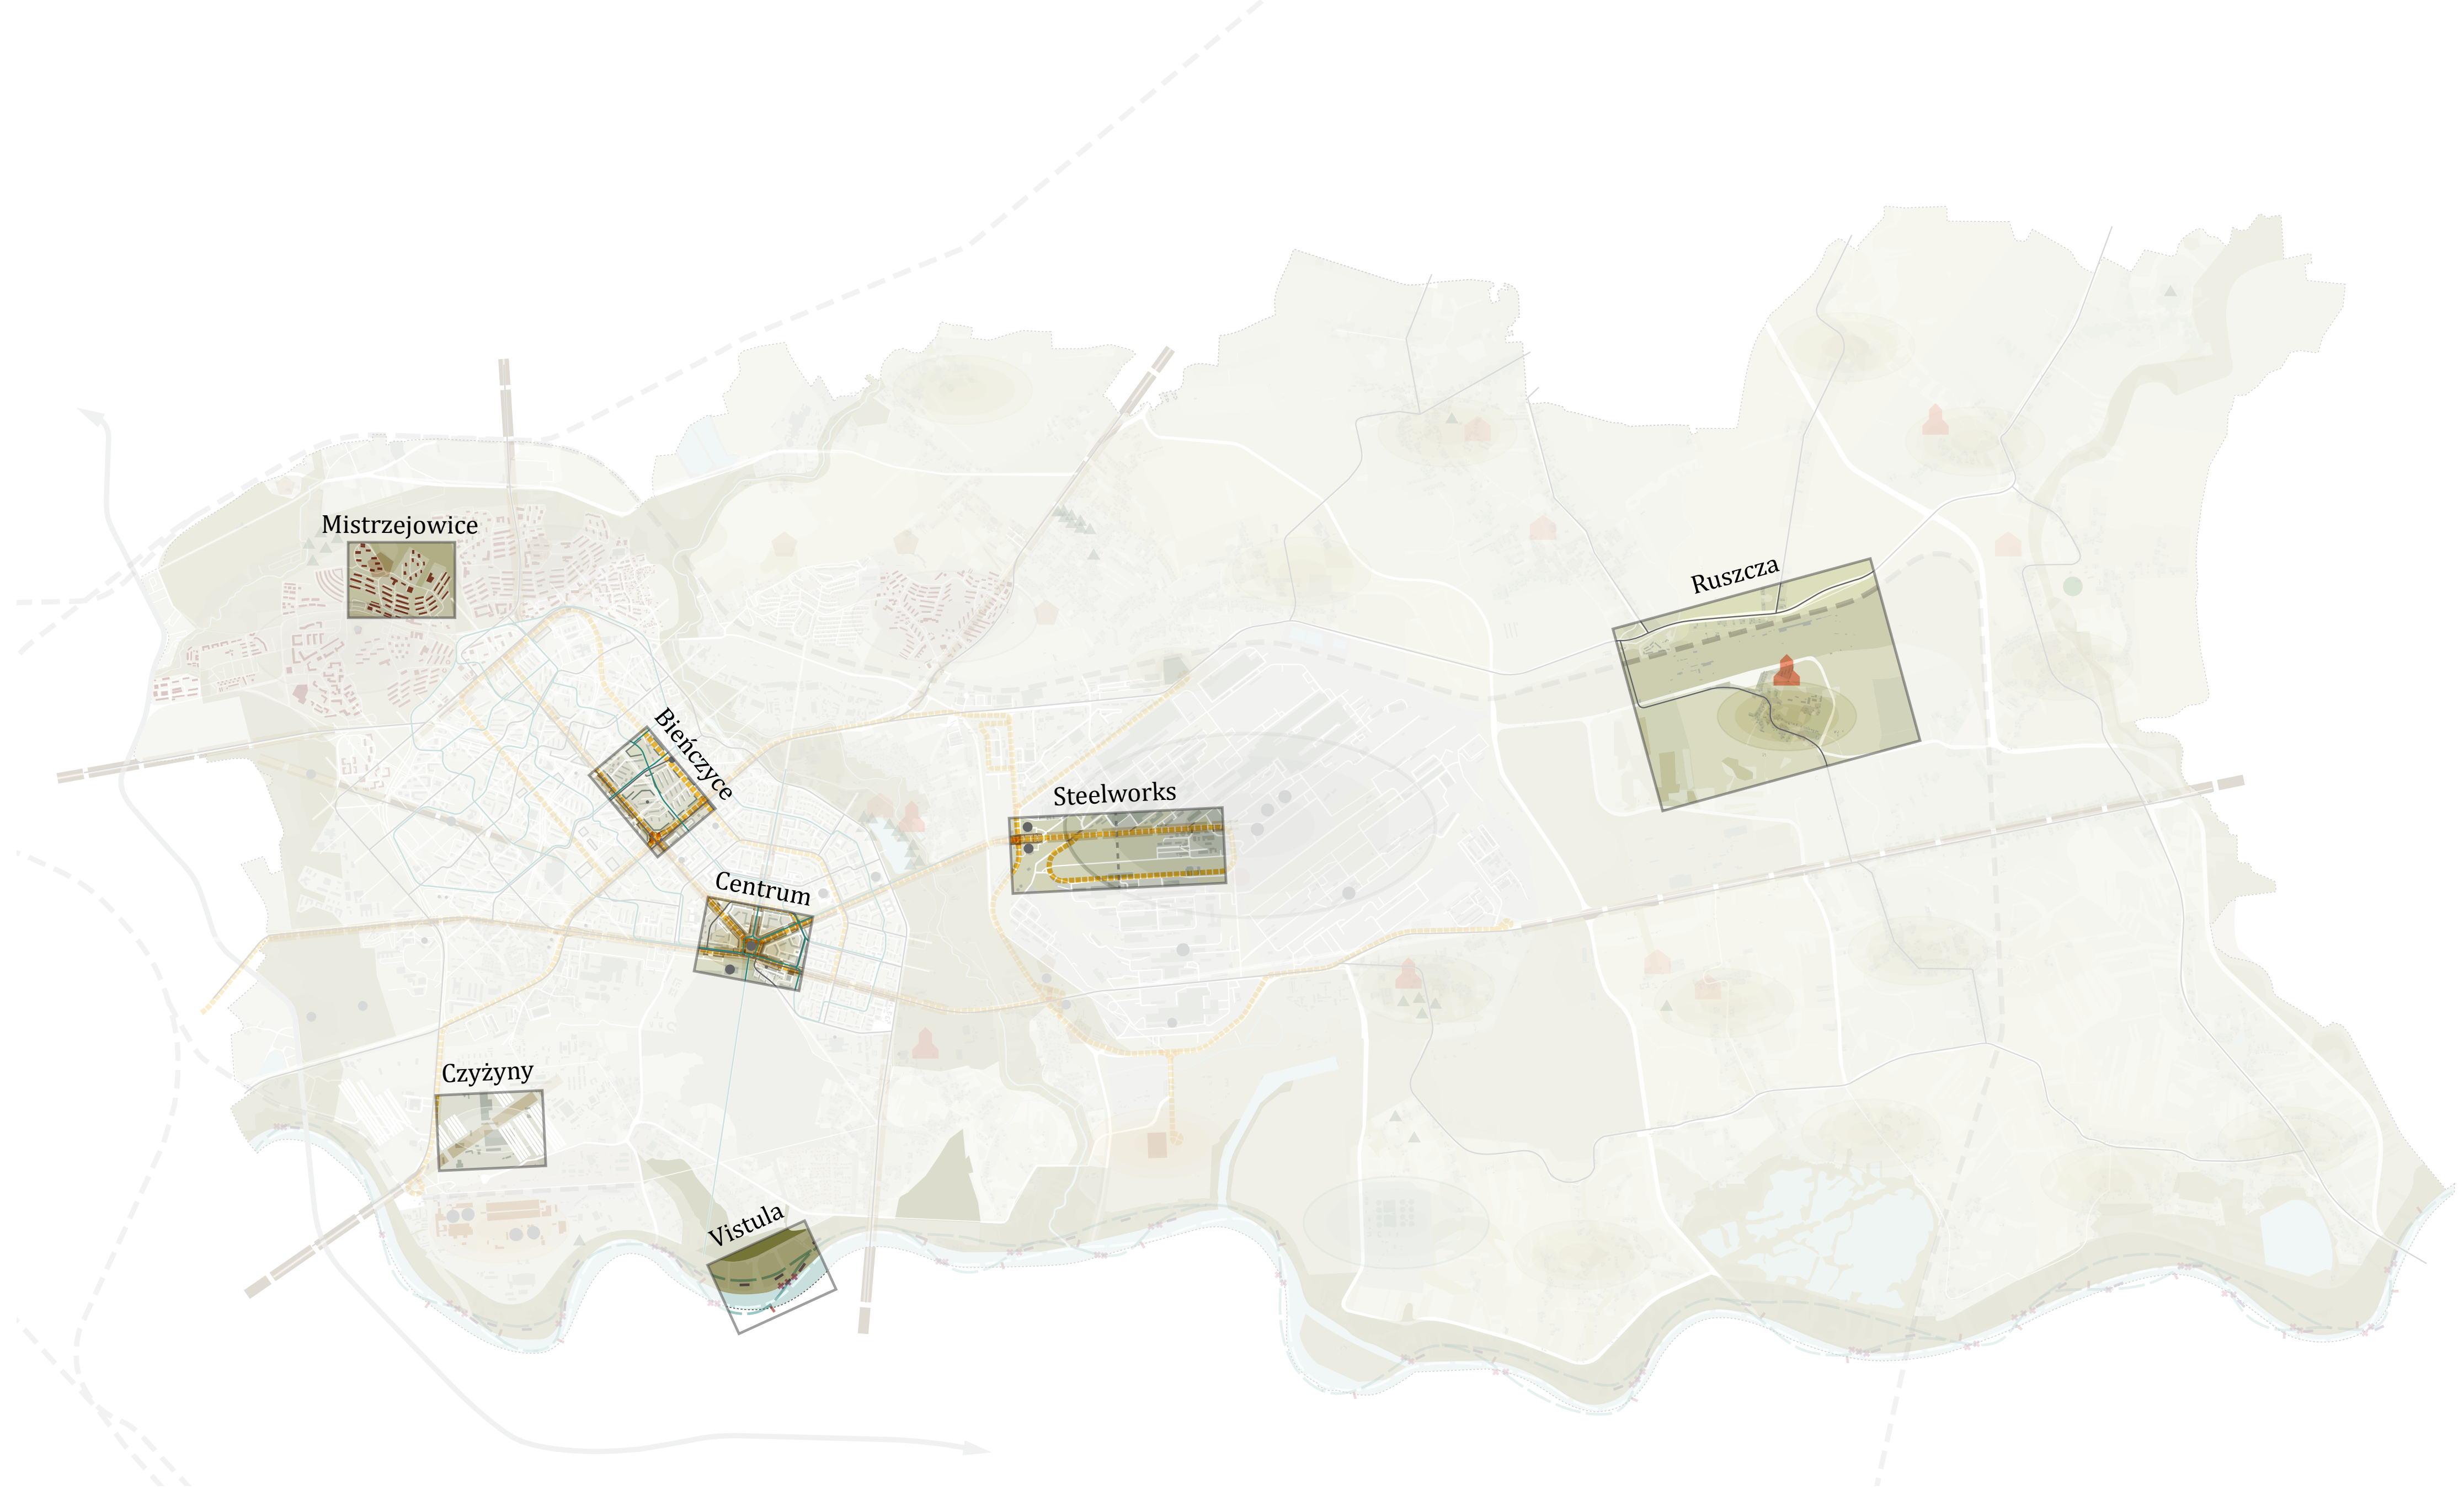 Mistrzejowice
Ruszcza
Bieńczyce
Steelworks
Centrum
Czyżyny
Vistula